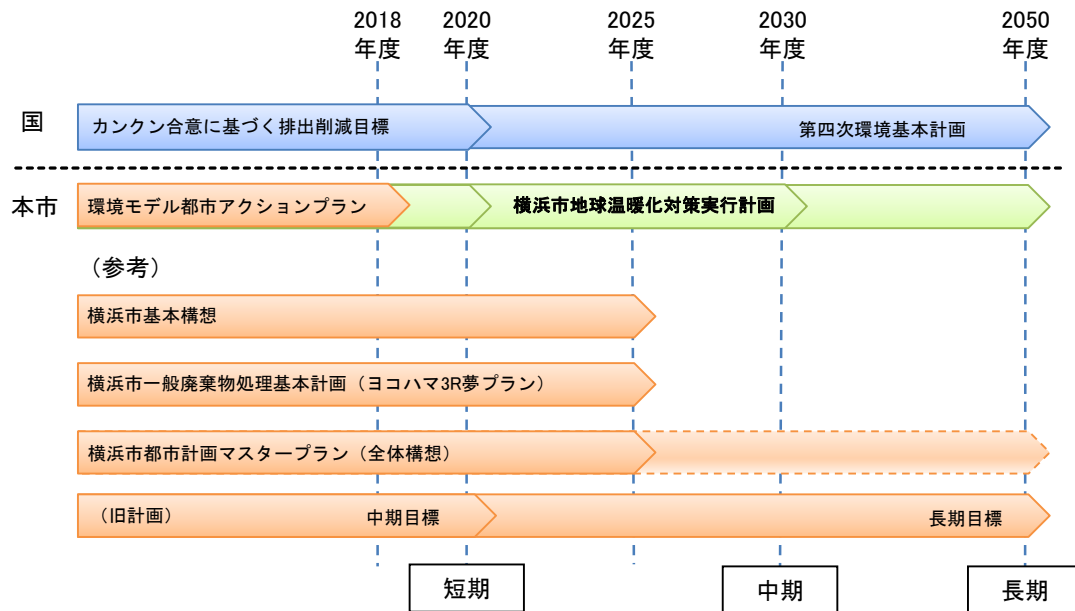 2018
年度
2020
年度
2025
年度
2030
年度
2050
年度
国
カンクン合意に基づく排出削減目標
第四次環境基本計画
本市
環境モデル都市アクションプラン
横浜市地球温暖化対策実行計画
（参考）
横浜市基本構想
横浜市一般廃棄物処理基本計画（ヨコハマ3R夢プラン）
横浜市都市計画マスタープラン（全体構想）
（旧計画）
中期目標
長期目標
短期
中期
長期